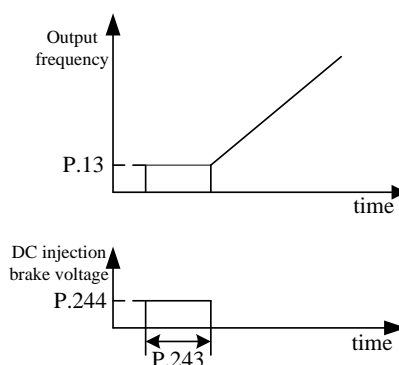 Output
frequency
P.13
time
DC injection
brake voltage
P.244
time
P.243